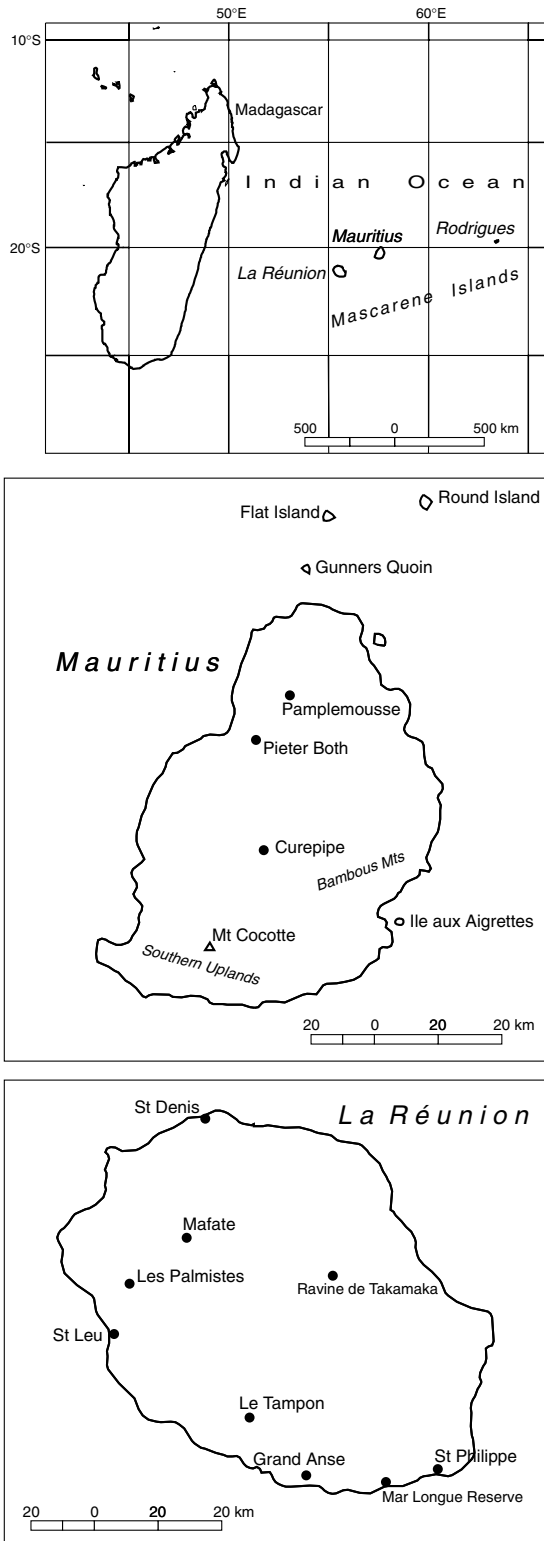 50°E
60°E
10°S
Madagascar
Indian Ocean
Mauritius
Rodrigues
20°S
La Réunion
Mascarene Islands
500 0 500 km
Round Island
Flat Island
Gunners Quoin
Mauritius
Pamplemousse
Pieter Both
Curepipe
Bambous Mts
Ile aux Aigrettes
Mt Cocotte
Southern Uplands
20 0 20 20 km
St Denis
La Réunion
Mafate
Les Palmistes
Ravine de Takamaka
St Leu
Le Tampon
Grand Anse
St Philippe
Mar Longue Reserve
20 0 20 20 km